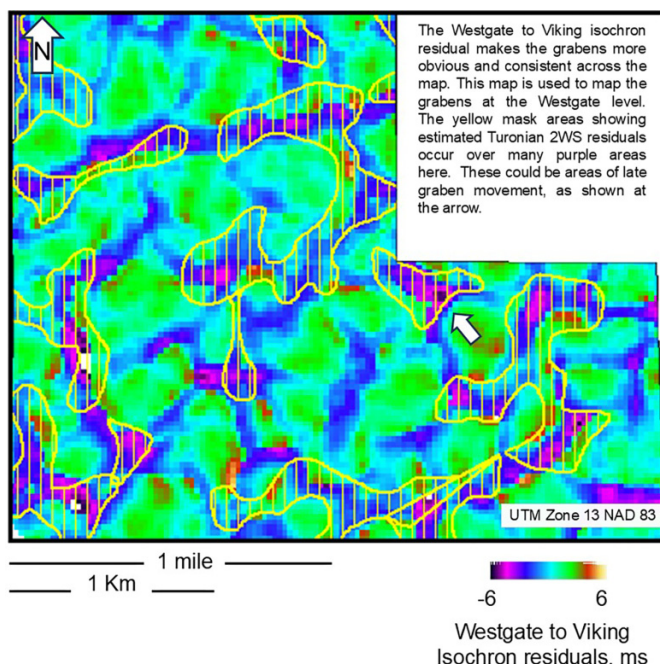 N
The Westgate to Viking isochron
residual makes the grabens more
obvious and consistent across the
map. This map is used to map the
grabens at the Westgate level.
The yellow mask areas showing
estimated Turonian 2WS residuals
occur over many purple areas
here. These could be areas of late
graben movement, as shown at
the arrow.
UTM Zone 13 NAD 83
1 mile
1 Km
-6 6
Westgate to Viking
Isochron residuals, ms